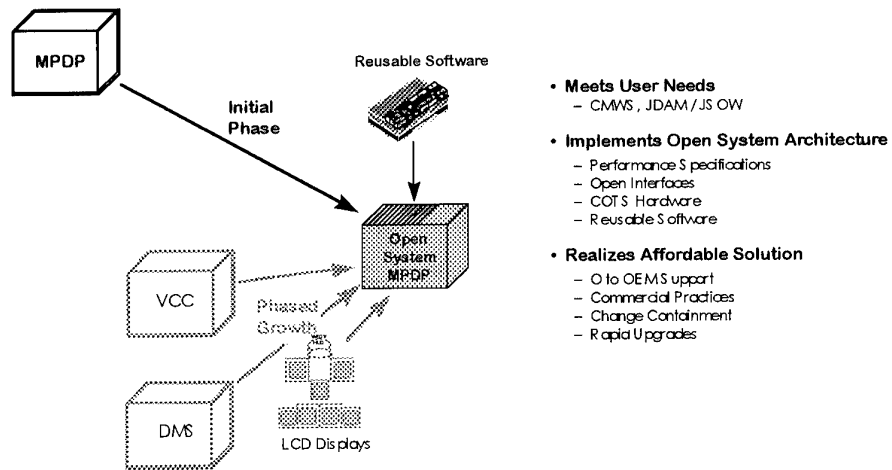 MPDP
Reusable Software
Initial
Phase
Open
System
MPDP
VCC
Phased
Growth
DMS
LCD Displays
• Meets User Needs
– CMWS, JDAM / JSOW
• Implements Open System Architecture
– Performance Specifications
– Open Interfaces
– COTS Hardware
– Reusable Software
• Realizes Affordable Solution
– O to OEM Support
– Commercial Practices
– Change Containment
– Rapid Upgrades